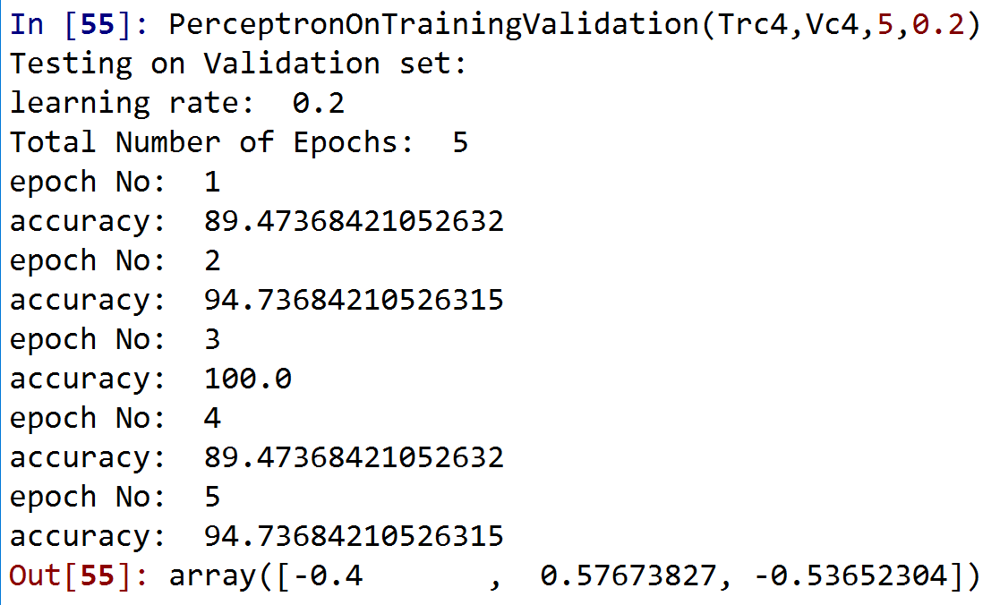 In [55]: PerceptronOnTrainingValidation(Trc4,Vc4,5,0.2)
Testing on Validation set:
learning rate:  0.2
Total Number of Epochs:  5
epoch No:  1
accuracy:  89.47368421052632
epoch No:  2
accuracy:  94.73684210526315
epoch No:  3
accuracy:  100.0
epoch No:  4
accuracy:  89.47368421052632
epoch No:  5
accuracy:  94.73684210526315
Out[55]: array([-0.4       ,  0.57673827, -0.53652304])